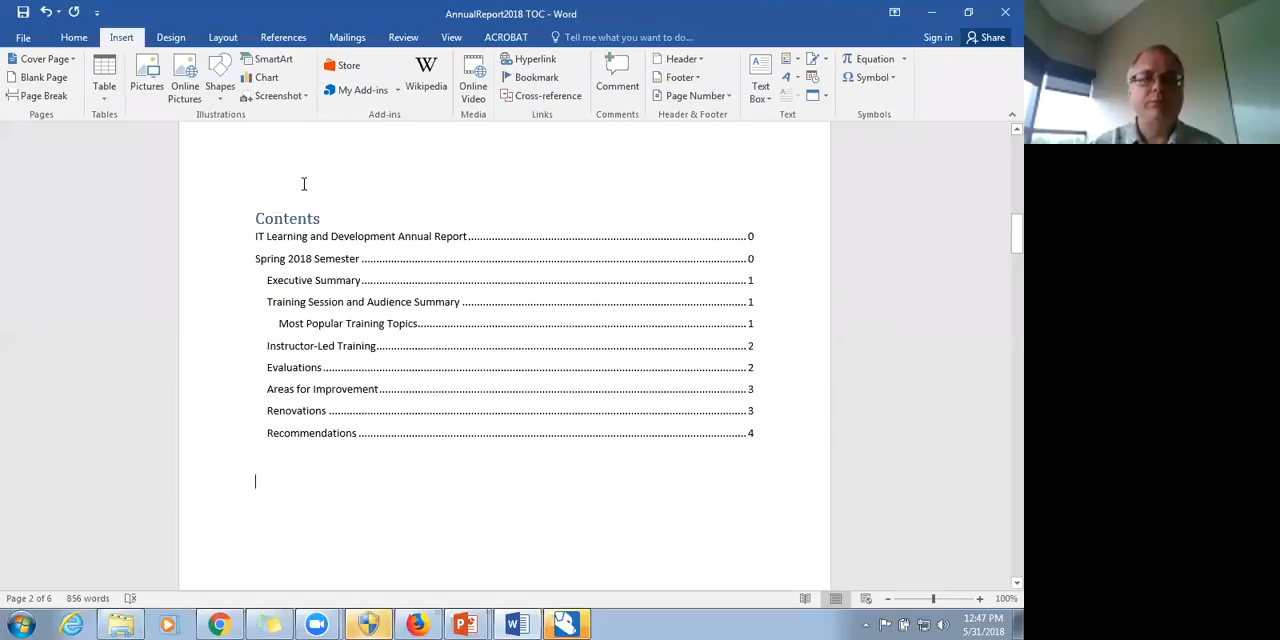 AnnualReport2018 TOC - Word
File Home Insert Design Layout References Mailings Review View ACROBAT Tell me what you want to do... Sign in Share
Cover Page
Blank Page
Page Break
Pages
Table
Tables
Pictures
Online Pictures
Shapes
SmartArt
Chart
Screenshot
Illustrations
Store
My Add-ins
Wikipedia
Add-ins
Online Video
Media
Hyperlink
Bookmark
Cross-reference
Links
Comment
Comments
Header
Footer
Page Number
Header & Footer
Text Box
Text
Equation
Symbol
Symbols
Contents
IT Learning and Development Annual Report 0
Spring 2018 Semester 0
Executive Summary 1
Training Session and Audience Summary 1
Most Popular Training Topics 1
Instructor-Led Training 2
Evaluations 2
Areas for Improvement 3
Renovations 3
Recommendations 4
Page 2 of 6 856 words 100%
12:47 PM
5/31/2018